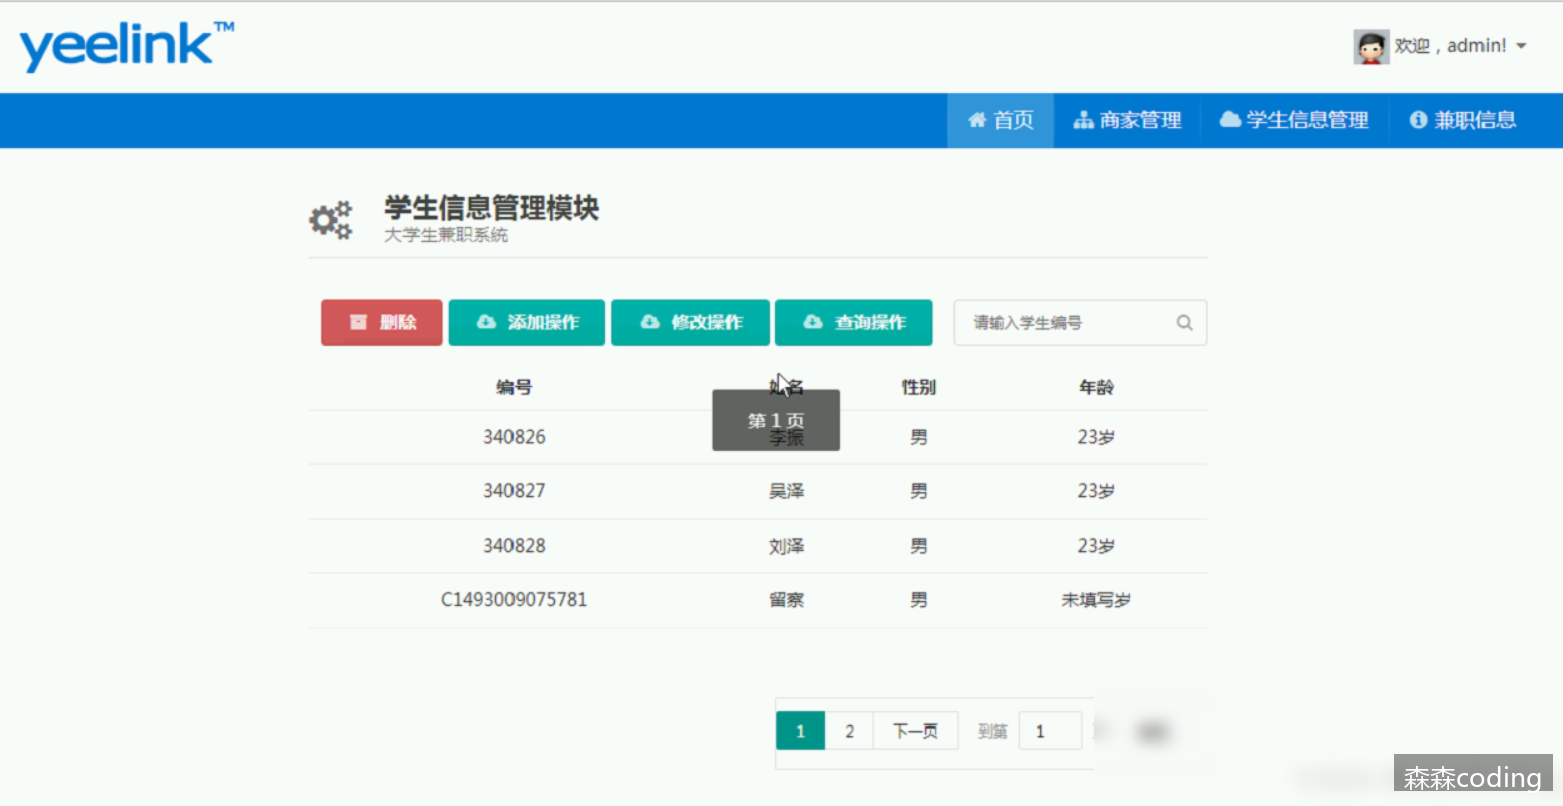 yeelink™
欢迎，admin!
首页 商家管理 学生信息管理 兼职信息
学生信息管理模块
大学生兼职系统
删除 添加操作 修改操作 查询操作 请输入学生编号
编号 姓名 性别 年龄
第 1 页
340826 李振 男 23岁
340827 吴泽 男 23岁
340828 刘泽 男 23岁
C1493009075781 留察 男 未填写岁
1 2 下一页 到第 1
森森coding